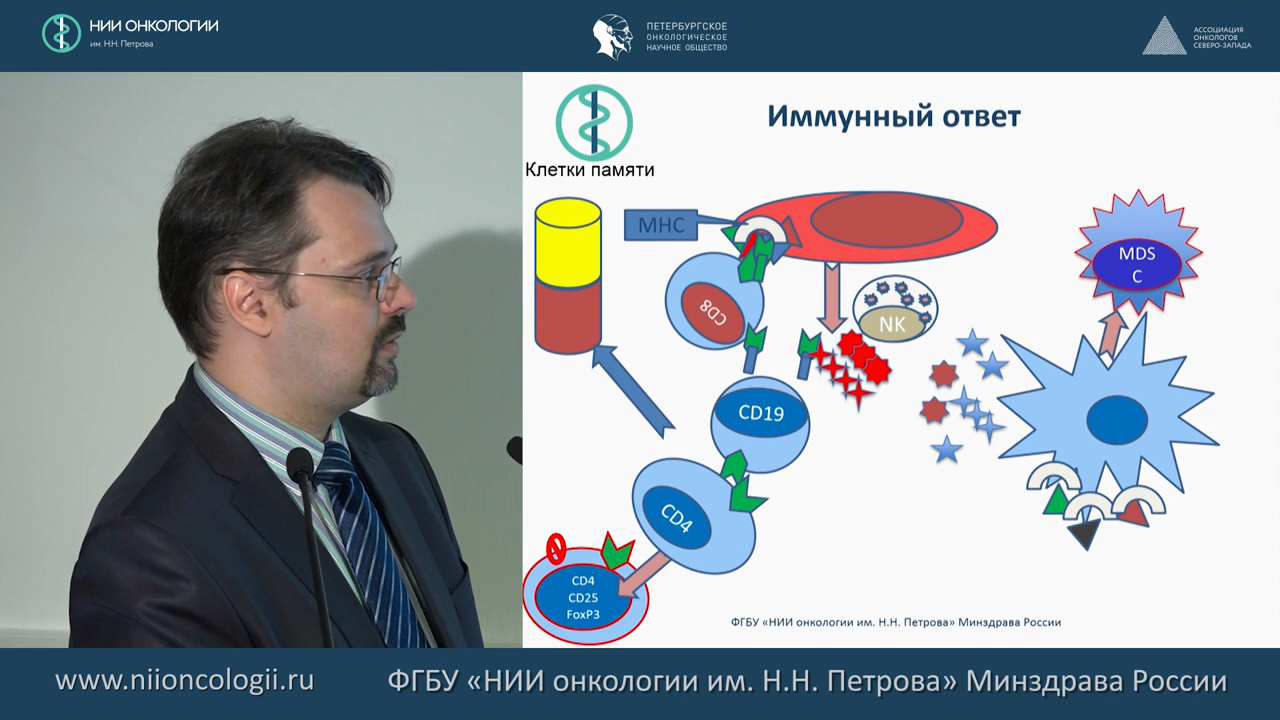 НИИ ОНКОЛОГИИ
им. Н.Н. Петрова
ПЕТЕРБУРГСКОЕ
ОНКОЛОГИЧЕСКОЕ
НАУЧНОЕ ОБЩЕСТВО
АССОЦИАЦИЯ
ОНКОЛОГОВ
СЕВЕРО-ЗАПАДА
Иммунный ответ
Клетки памяти
MHC
MDS
C
CD8
NK
CD19
CD4
CD4
CD25
FoxP3
ФГБУ «НИИ онкологии им. Н.Н. Петрова» Минздрава России
www.niioncologii.ru
ФГБУ «НИИ онкологии им. Н.Н. Петрова» Минздрава России